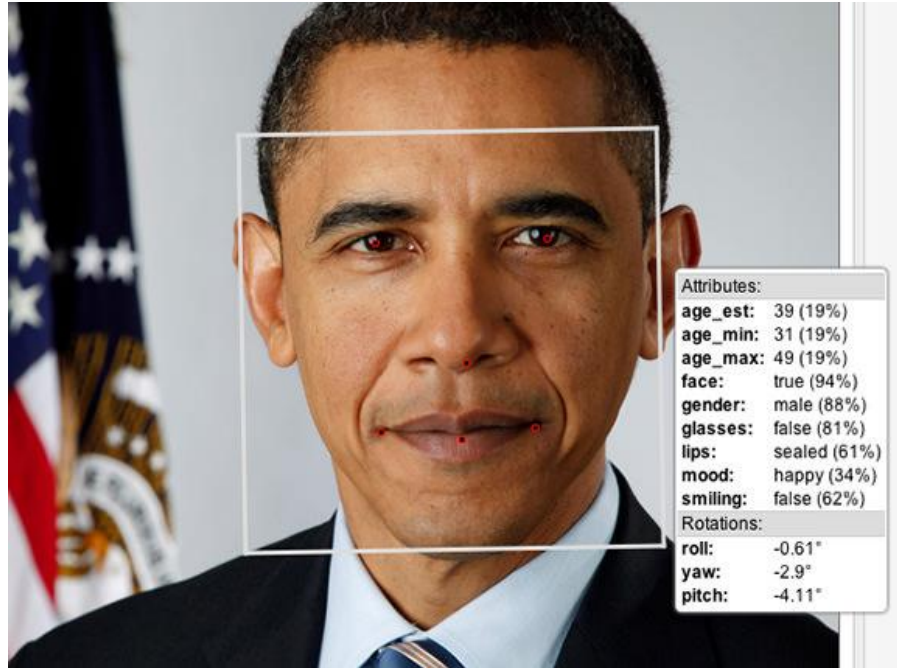 Attributes:
age_est: 39 (19%)
age_min: 31 (19%)
age_max: 49 (19%)
face: true (94%)
gender: male (88%)
glasses: false (81%)
lips: sealed (61%)
mood: happy (34%)
smiling: false (62%)
Rotations:
roll: -0.61°
yaw: -2.9°
pitch: -4.11°